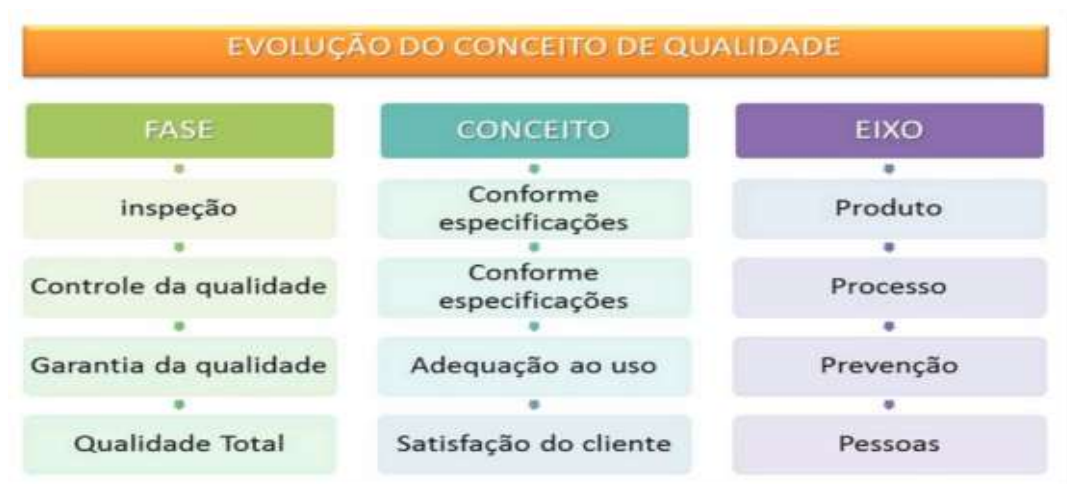 EVOLUÇÃO DO CONCEITO DE QUALIDADE
FASE
CONCEITO
EIXO
inspeção
Conforme
especificações
Produto
Controle da qualidade
Conforme
especificações
Processo
Garantia da qualidade
Adequação ao uso
Prevenção
Qualidade Total
Satisfação do cliente
Pessoas